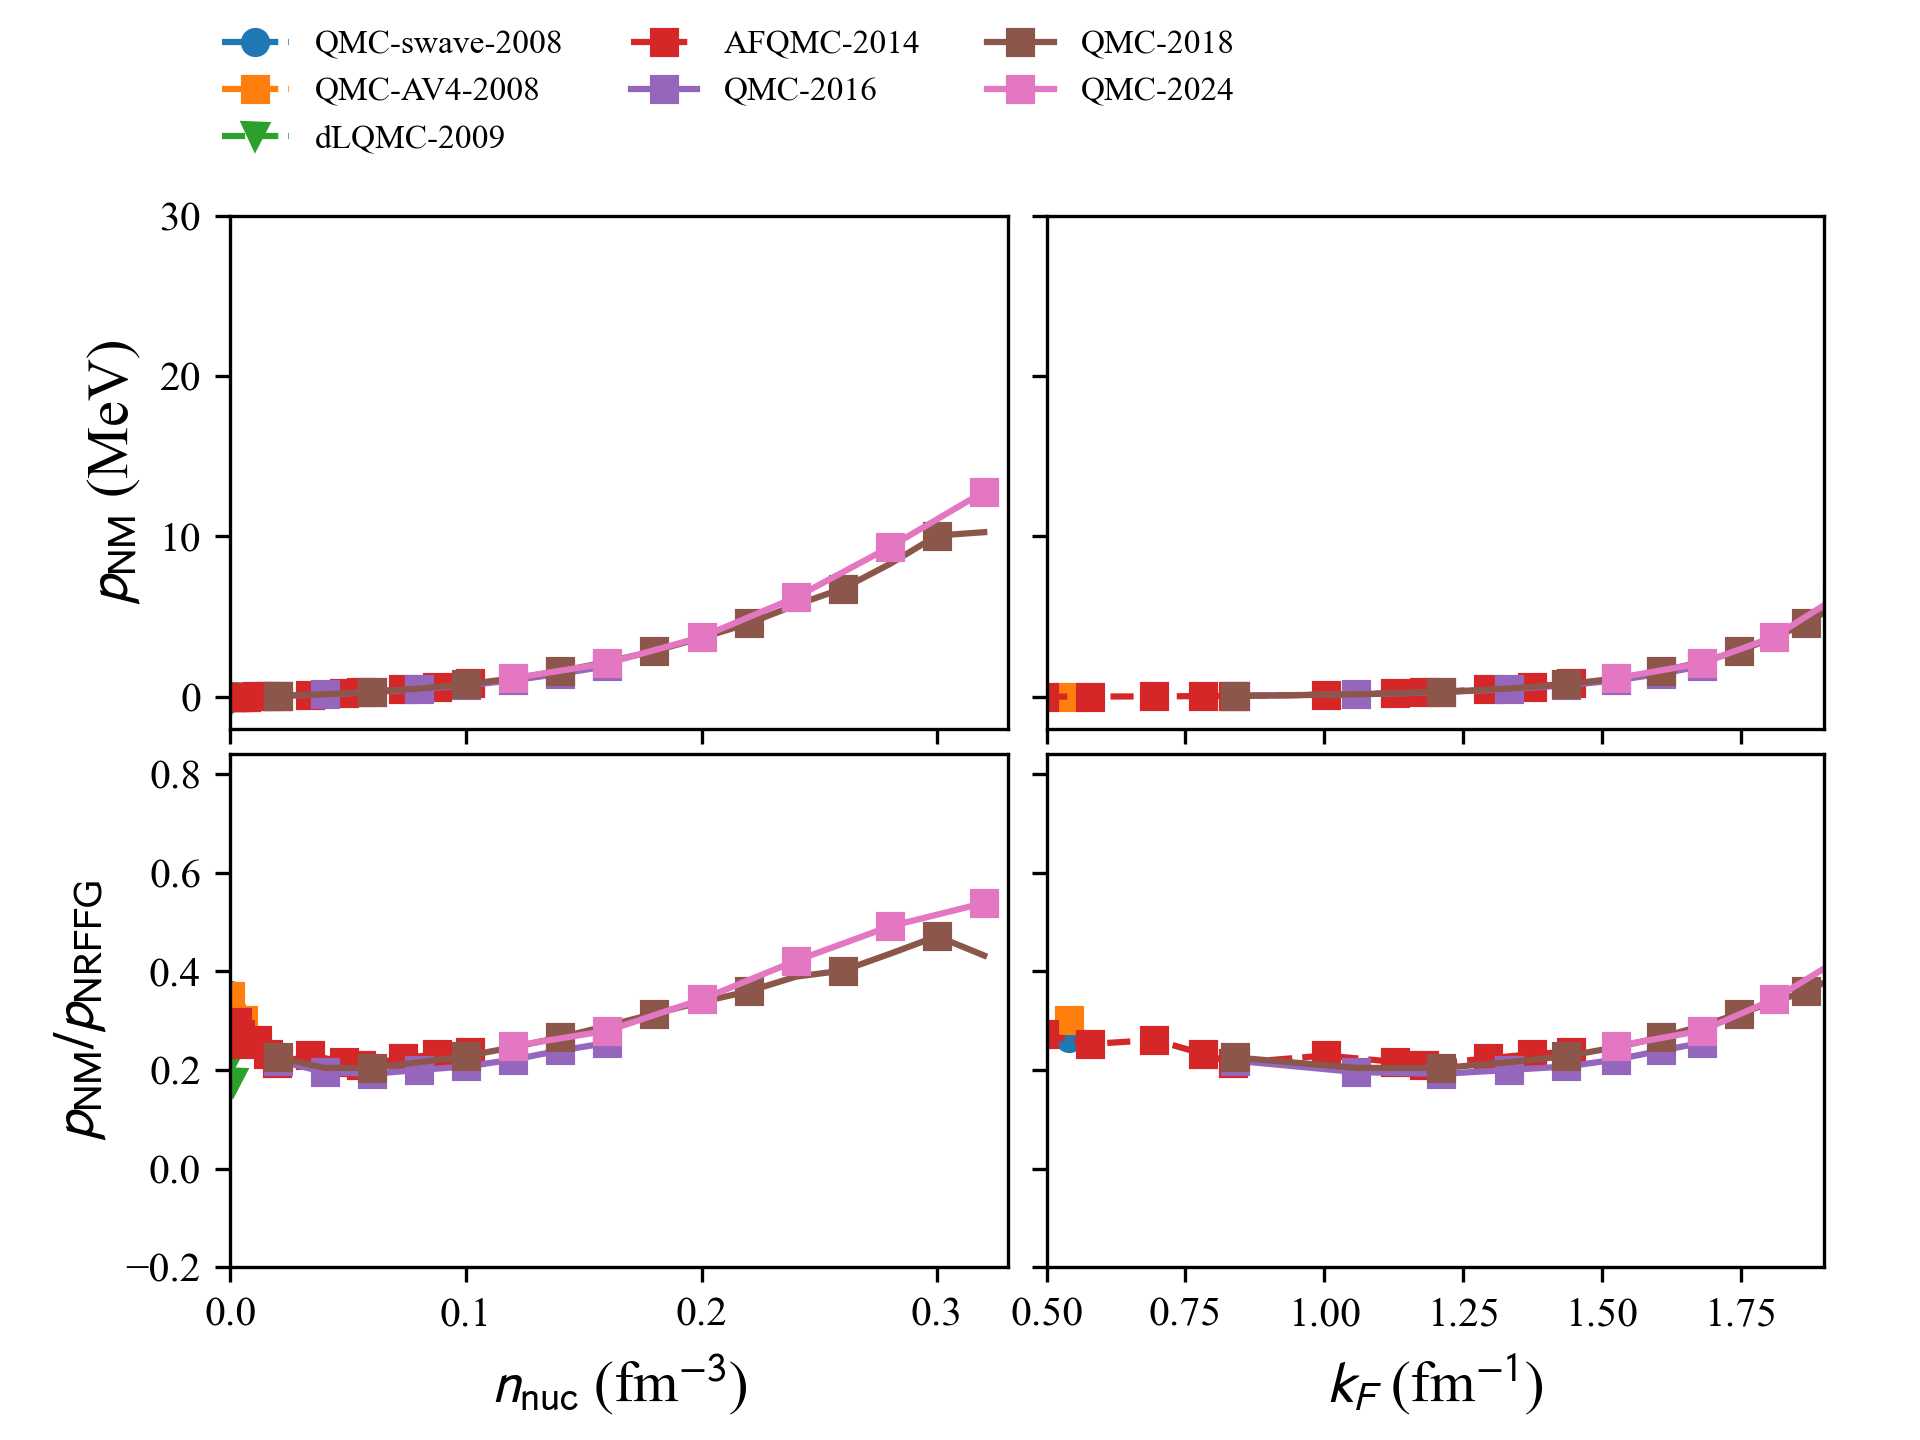 QMC-swave-2008 AFQMC-2014 QMC-2018
QMC-AV4-2008 QMC-2016 QMC-2024
dLQMC-2009
p_NM (MeV)
30
20
10
0
p_NM/p_NRFFG
0.8
0.6
0.4
0.2
0.0
−0.2
0.0 0.1 0.2 0.3
0.50 0.75 1.00 1.25 1.50 1.75
n_nuc (fm⁻³)
k_F (fm⁻¹)